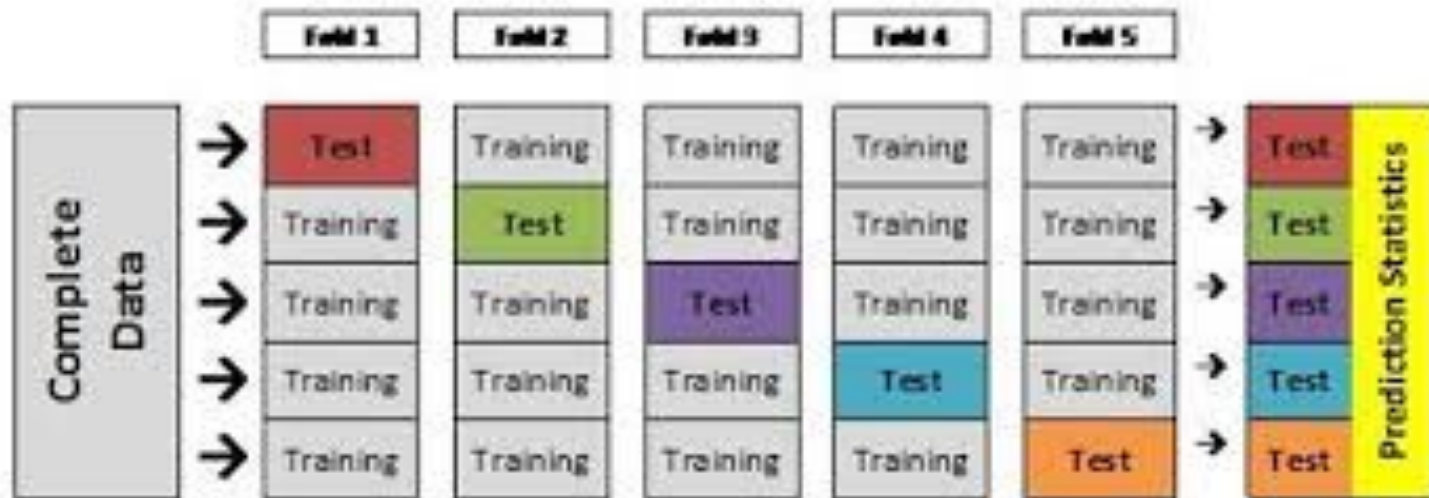 Fold 1 Fold 2 Fold 3 Fold 4 Fold 5
Complete
Data
Test Training Training Training Training Test
Training Test Training Training Training Test
Training Training Test Training Training Test
Training Training Training Test Training Test
Training Training Training Training Test Test
Prediction Statistics